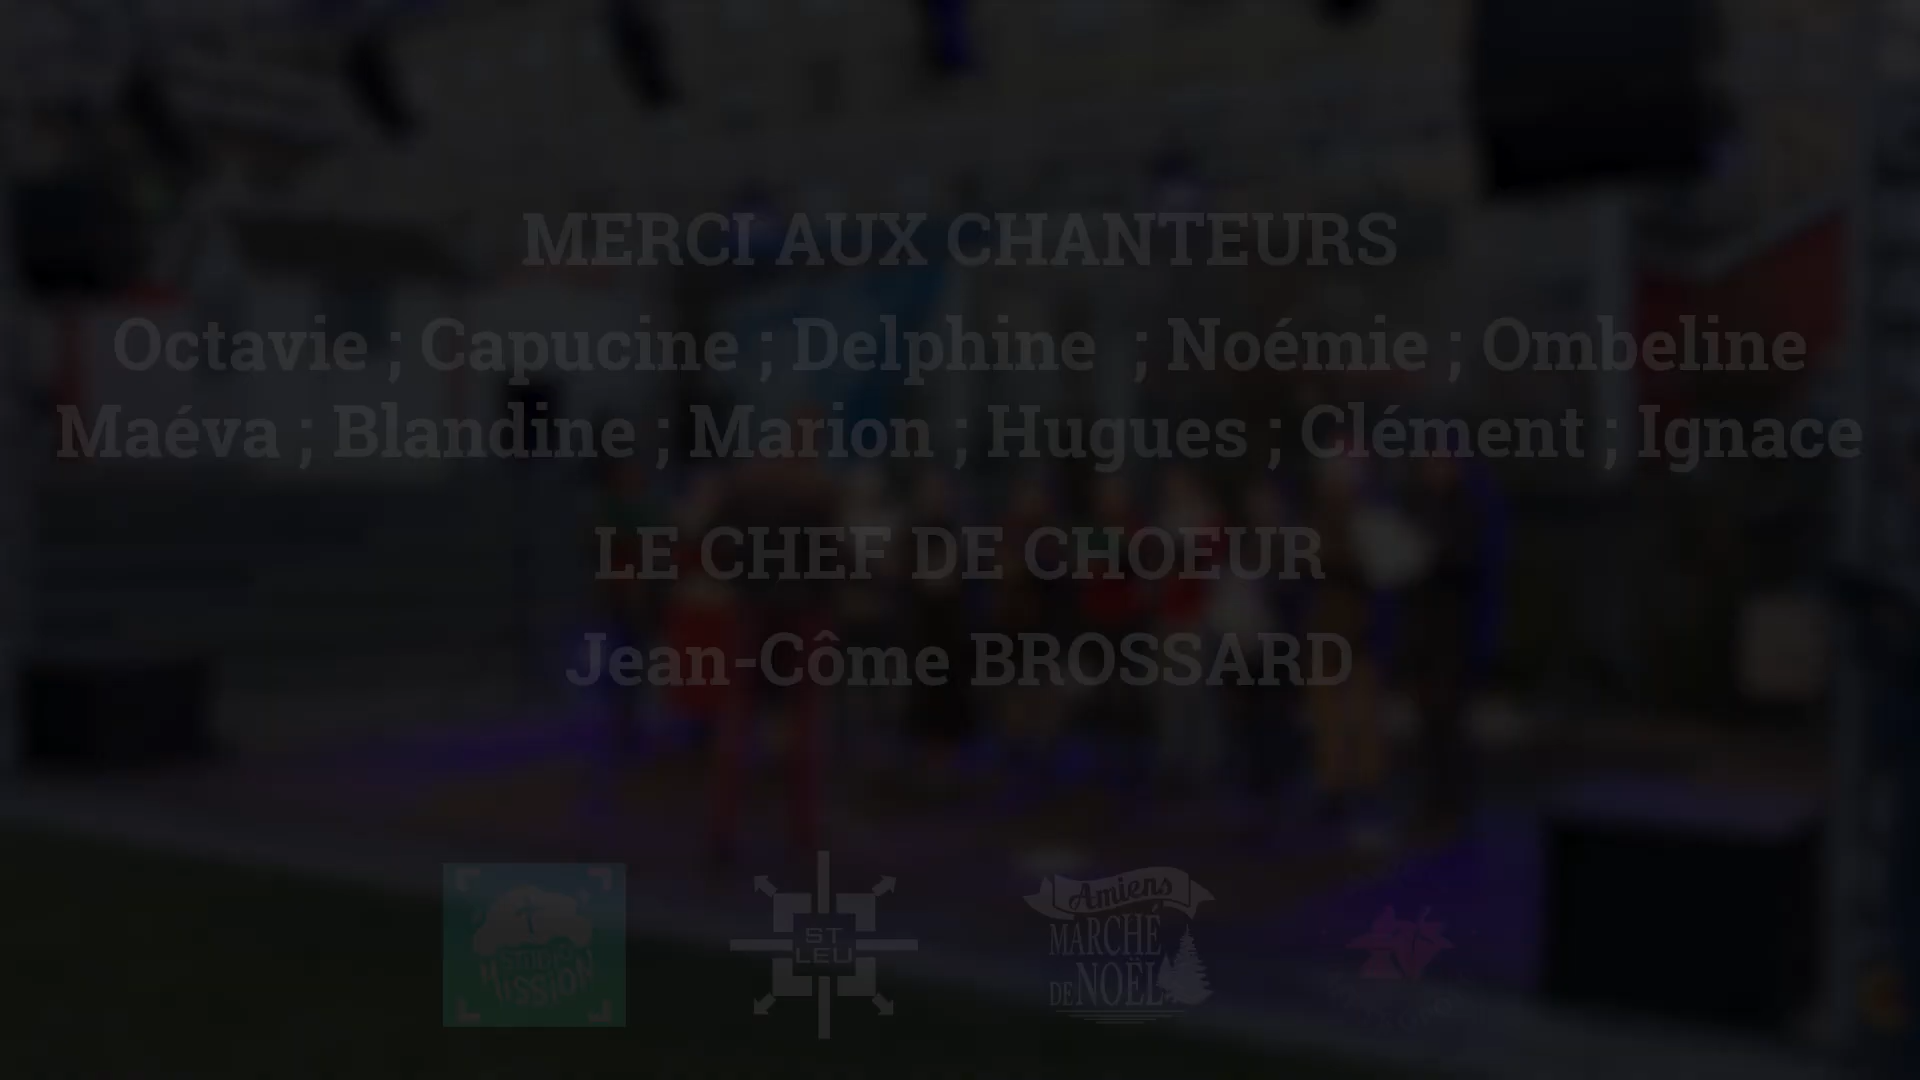 MERCI AUX CHANTEURS
Octavie ; Capucine ; Delphine ; Noémie ; Ombeline
Maéva ; Blandine ; Marion ; Hugues ; Clément ; Ignace
LE CHEF DE CHOEUR
Jean-Côme BROSSARD
MISSION
ST
LEU
Amiens
MARCHÉ
DE NOËL